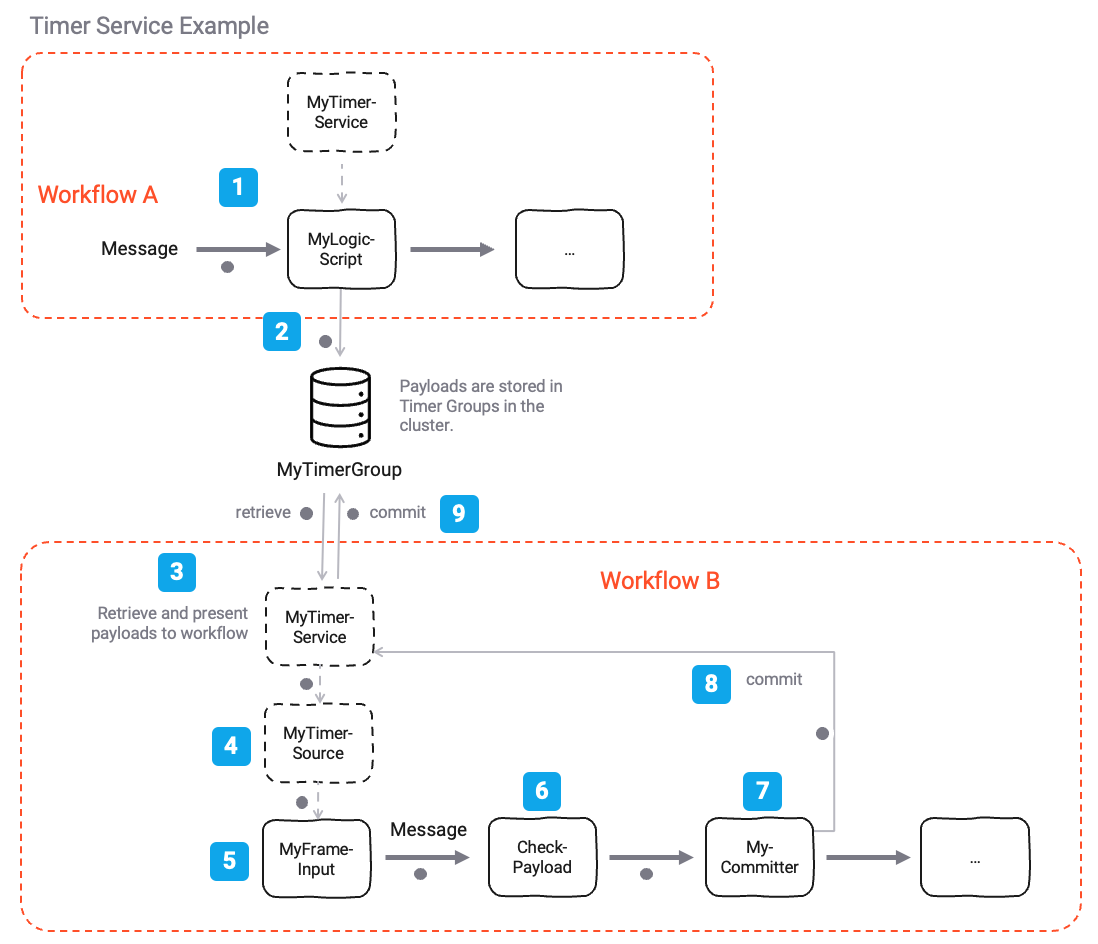 Timer Service Example
MyTimer-
Service
1
Workflow A
Message
MyLogic-
Script
...
2
Payloads are stored in
Timer Groups in the
cluster.
MyTimerGroup
retrieve
commit
9
3
Workflow B
Retrieve and present
payloads to workflow
MyTimer-
Service
8
commit
4
MyTimer-
Source
6
7
Message
5
MyFrame-
Input
Check-
Payload
My-
Committer
...